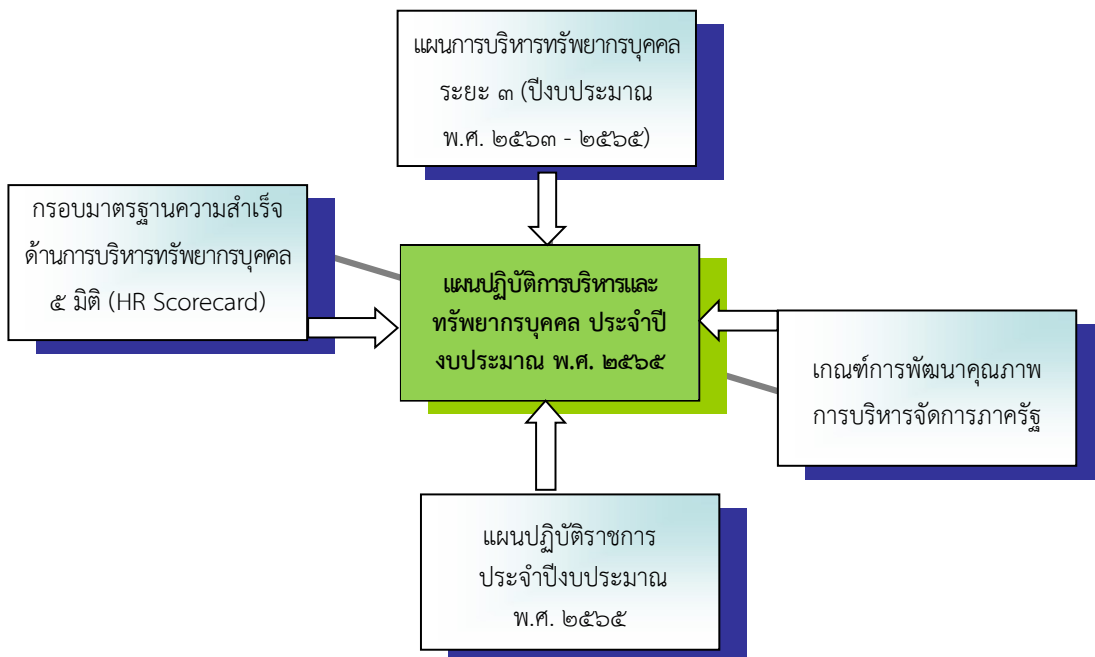 แผนการบริหารทรัพยากรบุคคล
ระยะ ๓ (ปีงบประมาณ
พ.ศ. ๒๕๖๓ - ๒๕๖๕)
กรอบมาตรฐานความสำเร็จ
ด้านการบริหารทรัพยากรบุคคล
๕ มิติ (HR Scorecard)
แผนปฏิบัติการบริหารและ
ทรัพยากรบุคคล ประจำปี
งบประมาณ พ.ศ. ๒๕๖๕
เกณฑ์การพัฒนาคุณภาพ
การบริหารจัดการภาครัฐ
แผนปฏิบัติราชการ
ประจำปีงบประมาณ
พ.ศ. ๒๕๖๕